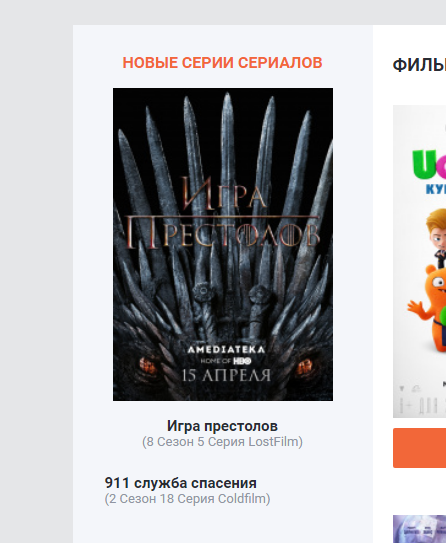 НОВЫЕ СЕРИИ СЕРИАЛОВ
ФИЛЬ
ИГРА
ПРЕСТОЛОВ
КУ
AMEDIATEKA
HOME OF HBO
15 АПРЕЛЯ
Игра престолов
(8 Сезон 5 Серия LostFilm)
911 служба спасения
(2 Сезон 18 Серия Coldfilm)